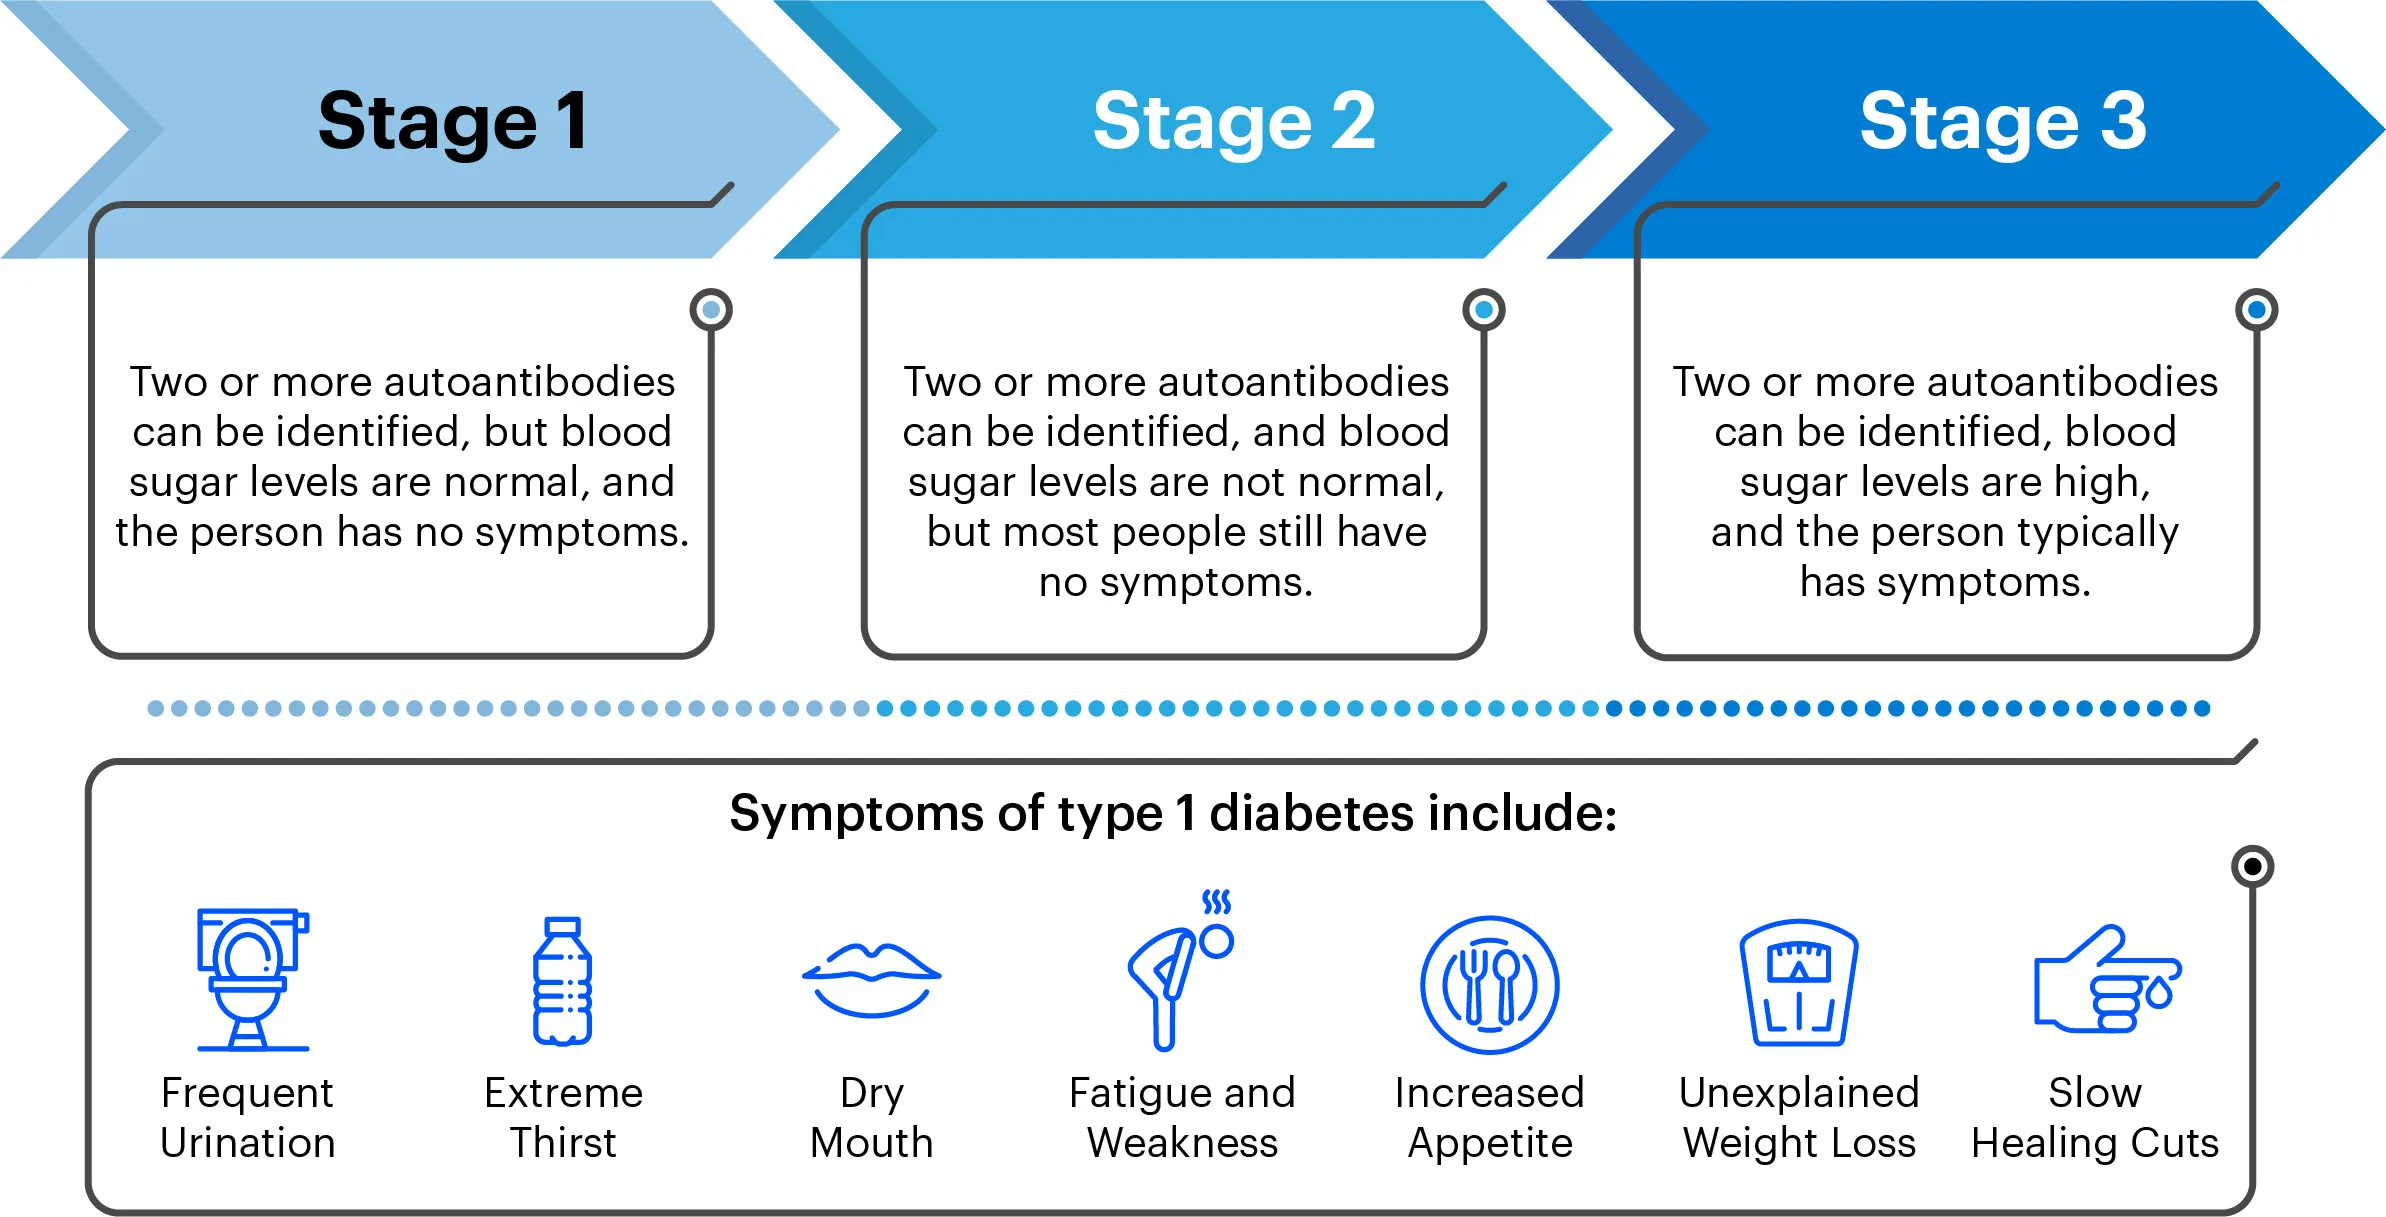 Stage 1
Two or more autoantibodies
can be identified, but blood
sugar levels are normal, and
the person has no symptoms.
Stage 2
Two or more autoantibodies
can be identified, and blood
sugar levels are not normal,
but most people still have
no symptoms.
Stage 3
Two or more autoantibodies
can be identified, blood
sugar levels are high,
and the person typically
has symptoms.
Symptoms of type 1 diabetes include:
Frequent
Urination
Extreme
Thirst
Dry
Mouth
Fatigue and
Weakness
Increased
Appetite
Unexplained
Weight Loss
Slow
Healing Cuts